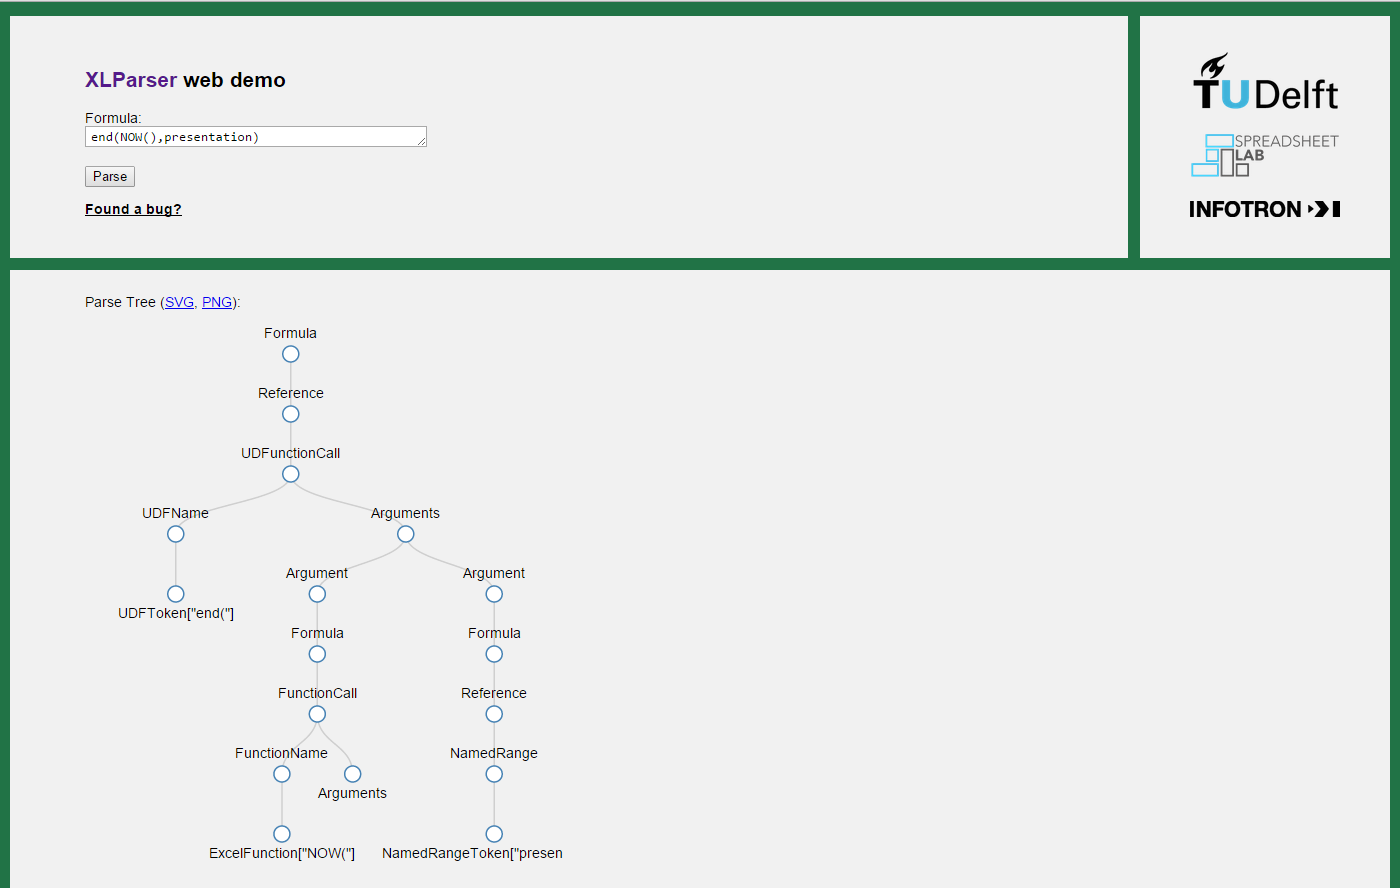 XLParser web demo
Formula:
end(NOW(),presentation)
Parse
Found a bug?
TUDelft
SPREADSHEET
LAB
INFOTRON
Parse Tree (SVG, PNG):
Formula
Reference
UDFunctionCall
UDFName Arguments
Argument Argument
UDFToken["end("]
Formula Formula
FunctionCall Reference
FunctionName NamedRange
Arguments
ExcelFunction["NOW("] NamedRangeToken["presen